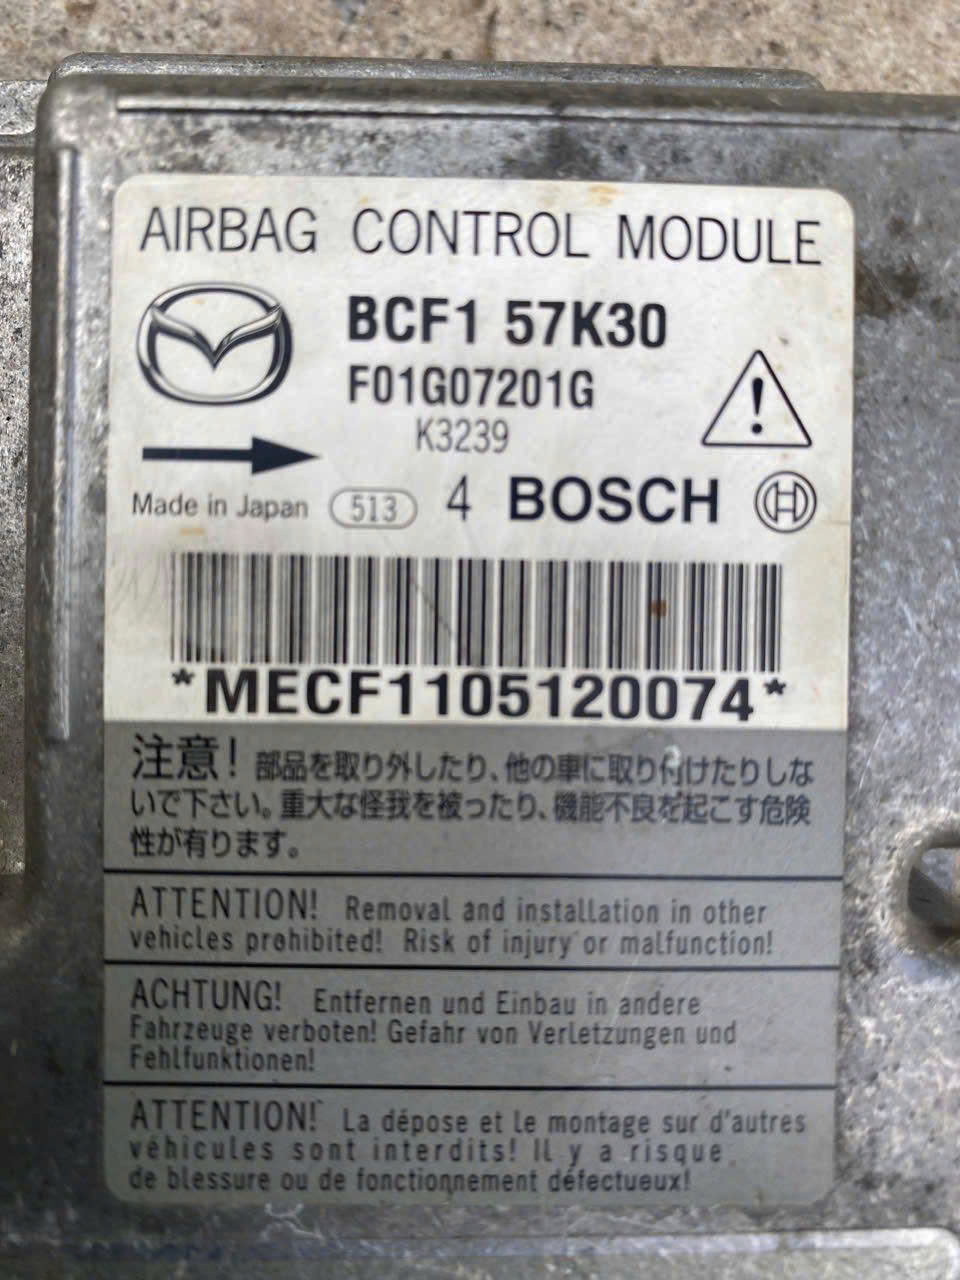 AIRBAG CONTROL MODULE
BCF1 57K30
F01G07201G
K3239
Made in Japan 513 4 BOSCH
*MECF1105120074*
注意！部品を取り外したり、他の車に取り付けたりしな
いで下さい。重大な怪我を被ったり、機能不良を起こす危険
性が有ります。
ATTENTION! Removal and installation in other
vehicles prohibited! Risk of injury or malfunction!
ACHTUNG! Entfernen und Einbau in andere
Fahrzeuge verboten! Gefahr von Verletzungen und
Fehlfunktionen!
ATTENTION! La dépose et le montage sur d'autres
véhicules sont interdits! Il y a risque
de blessure ou de fonctionnement défectueux!